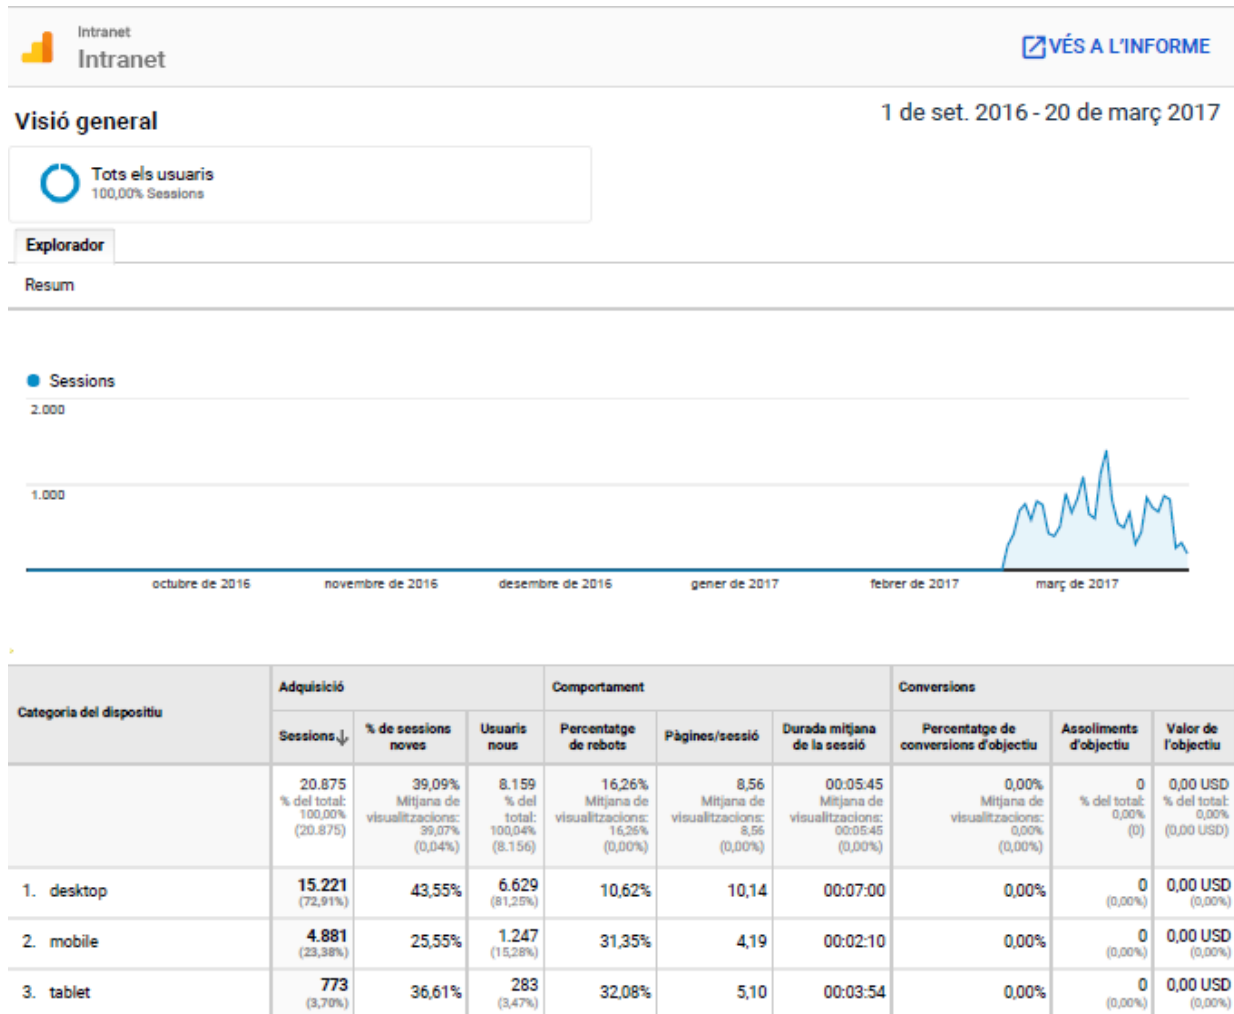 Intranet
Intranet
VÉS A L'INFORME
Visió general
1 de set. 2016 - 20 de març 2017
Tots els usuaris
100,00% Sessions
Explorador
Resum
Sessions
2.000
1.000
octubre de 2016 novembre de 2016 desembre de 2016 gener de 2017 febrer de 2017 març de 2017
Categoria del dispositiu
Adquisició Comportament Conversions
Sessions↓ % de sessions noves Usuaris nous Percentatge de rebots Pàgines/sessió Durada mitjana de la sessió Percentatge de conversions d'objectiu Assoliments d'objectiu Valor de l'objectiu
20.875 39,09% 8.159 16,26% 8,56 00:05:45 0,00% 0 0,00 USD
% del total: 100,00% (20.875) Mitjana de visualitzacions: 39,07% (0,04%) % del total: 100,04% (8.156) Mitjana de visualitzacions: 16,26% (0,00%) Mitjana de visualitzacions: 8,56 (0,00%) Mitjana de visualitzacions: 00:05:45 (0,00%) Mitjana de visualitzacions: 0,00% (0,00%) % del total: 0,00% (0) % del total: 0,00% (0,00 USD)
1. desktop 15.221 (72,91%) 43,55% 6.629 (81,25%) 10,62% 10,14 00:07:00 0,00% 0 (0,00%) 0,00 USD (0,00%)
2. mobile 4.881 (23,38%) 25,55% 1.247 (15,28%) 31,35% 4,19 00:02:10 0,00% 0 (0,00%) 0,00 USD (0,00%)
3. tablet 773 (3,70%) 36,61% 283 (3,47%) 32,08% 5,10 00:03:54 0,00% 0 (0,00%) 0,00 USD (0,00%)